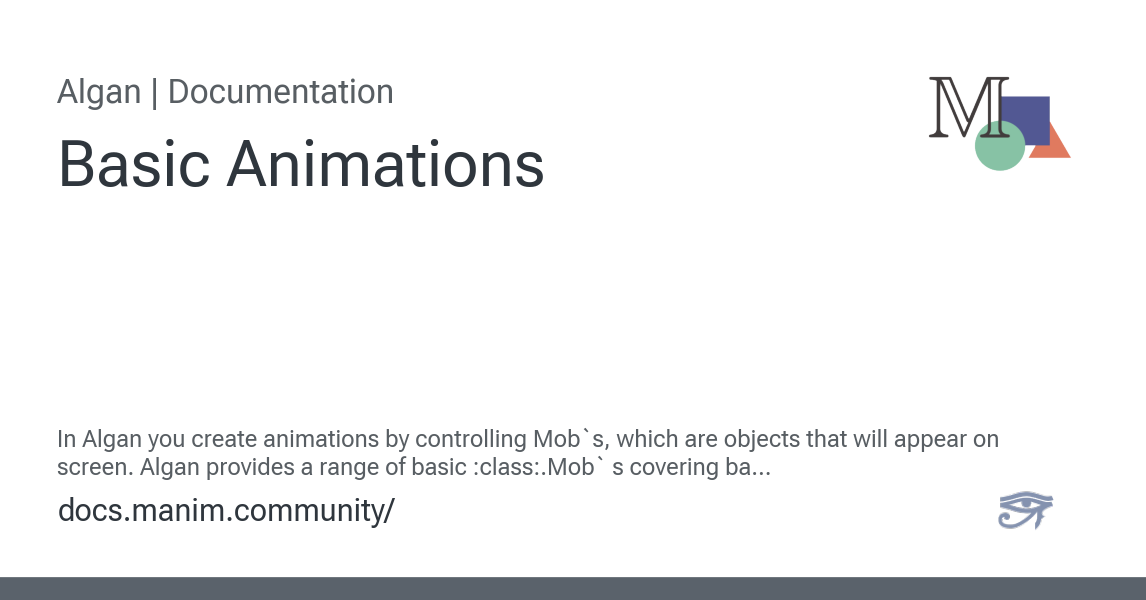 Algan | Documentation
M
Basic Animations
In Algan you create animations by controlling Mob`s, which are objects that will appear on
screen. Algan provides a range of basic :class:.Mob` s covering ba...
docs.manim.community/